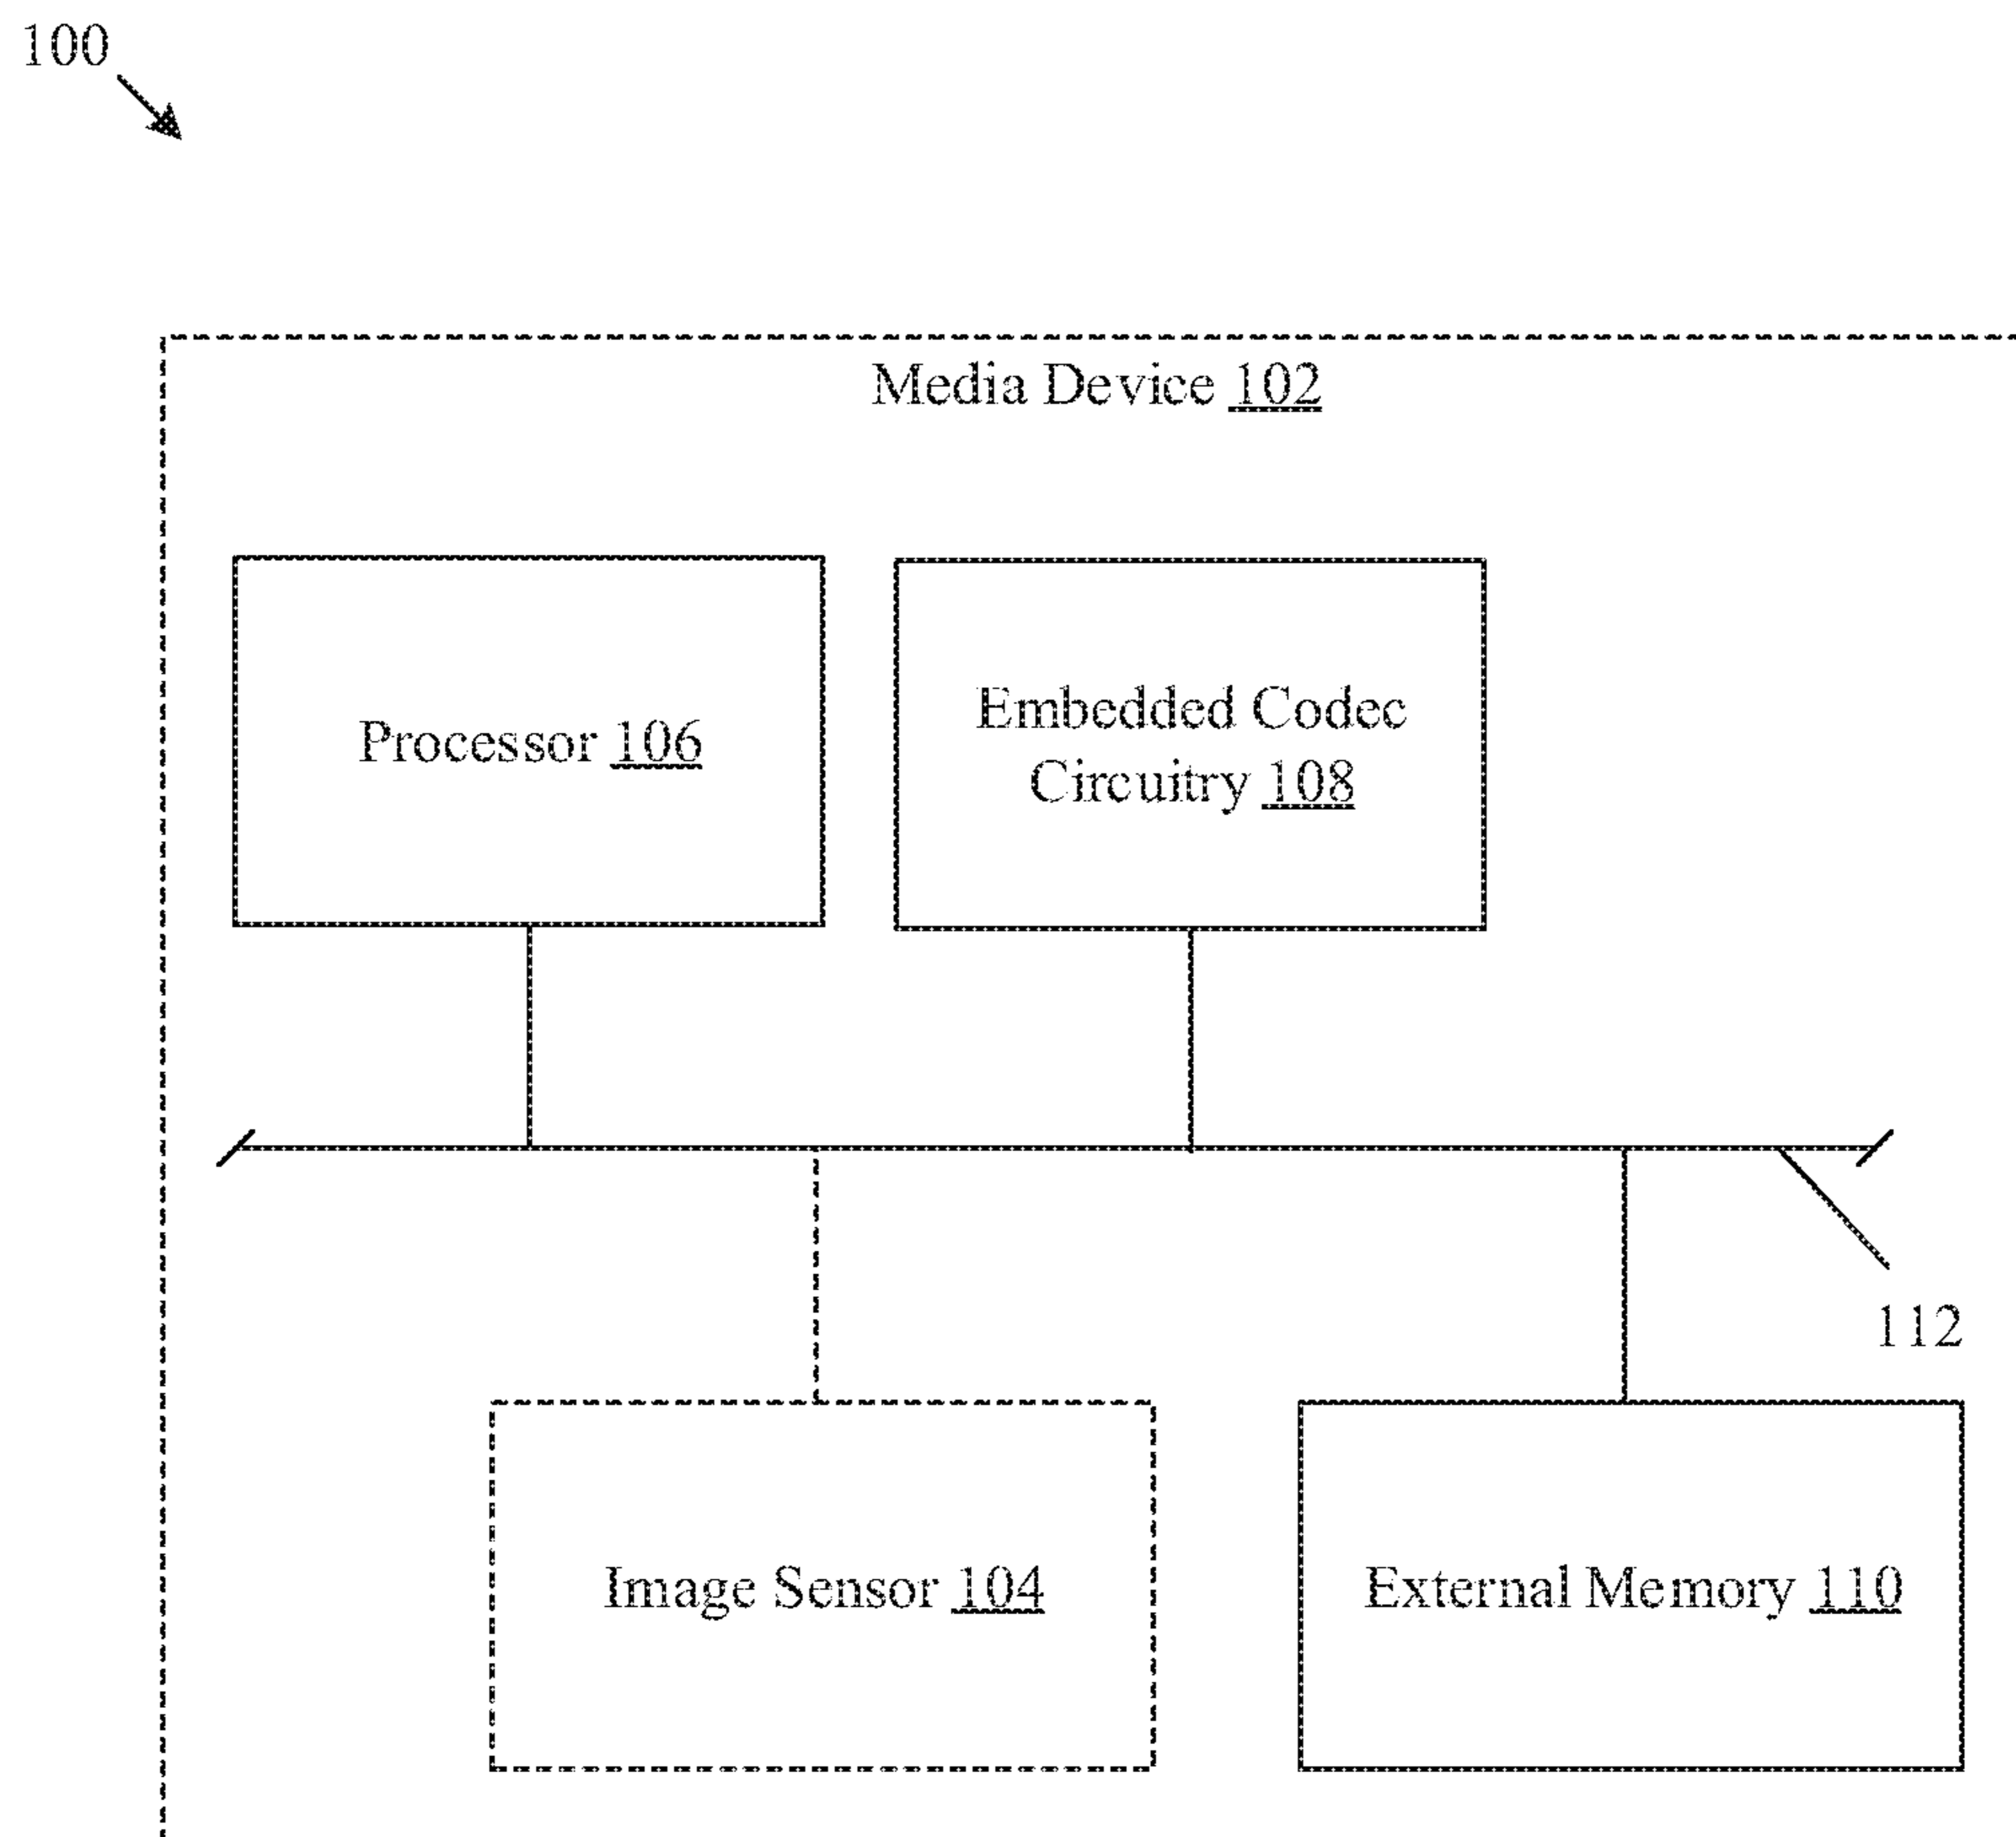 100
Media Device 102
Processor 106
Embedded Codec
Circuitry 108
112
Image Sensor 104
External Memory 110